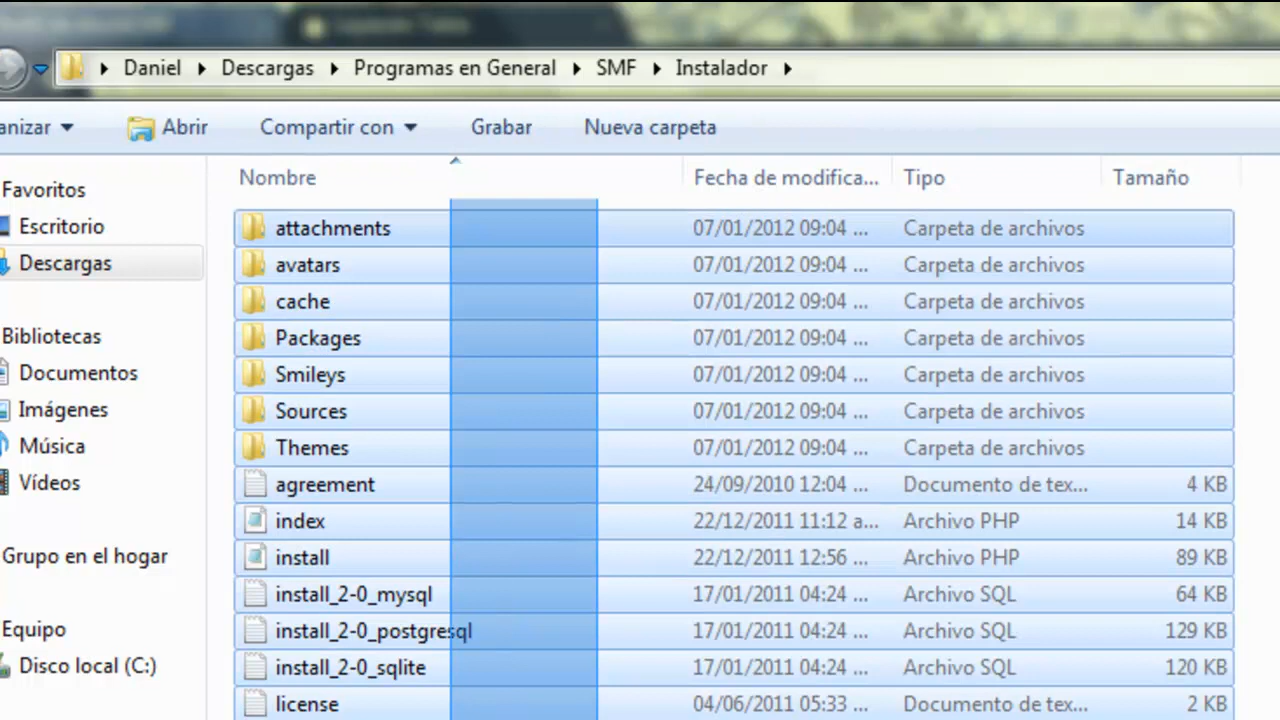 Daniel Descargas Programas en General SMF Instalador
anizar Abrir Compartir con Grabar Nueva carpeta
Nombre Fecha de modifica... Tipo Tamaño
Favoritos
Escritorio
Descargas
Bibliotecas
Documentos
Imágenes
Música
Vídeos
Grupo en el hogar
Equipo
Disco local (C:)
attachments 07/01/2012 09:04 ... Carpeta de archivos
avatars 07/01/2012 09:04 ... Carpeta de archivos
cache 07/01/2012 09:04 ... Carpeta de archivos
Packages 07/01/2012 09:04 ... Carpeta de archivos
Smileys 07/01/2012 09:04 ... Carpeta de archivos
Sources 07/01/2012 09:04 ... Carpeta de archivos
Themes 07/01/2012 09:04 ... Carpeta de archivos
agreement 24/09/2010 12:04 ... Documento de tex... 4 KB
index 22/12/2011 11:12 a... Archivo PHP 14 KB
install 22/12/2011 12:56 ... Archivo PHP 89 KB
install_2-0_mysql 17/01/2011 04:24 ... Archivo SQL 64 KB
install_2-0_postgresql 17/01/2011 04:24 ... Archivo SQL 129 KB
install_2-0_sqlite 17/01/2011 04:24 ... Archivo SQL 120 KB
license 04/06/2011 05:33 ... Documento de tex... 2 KB